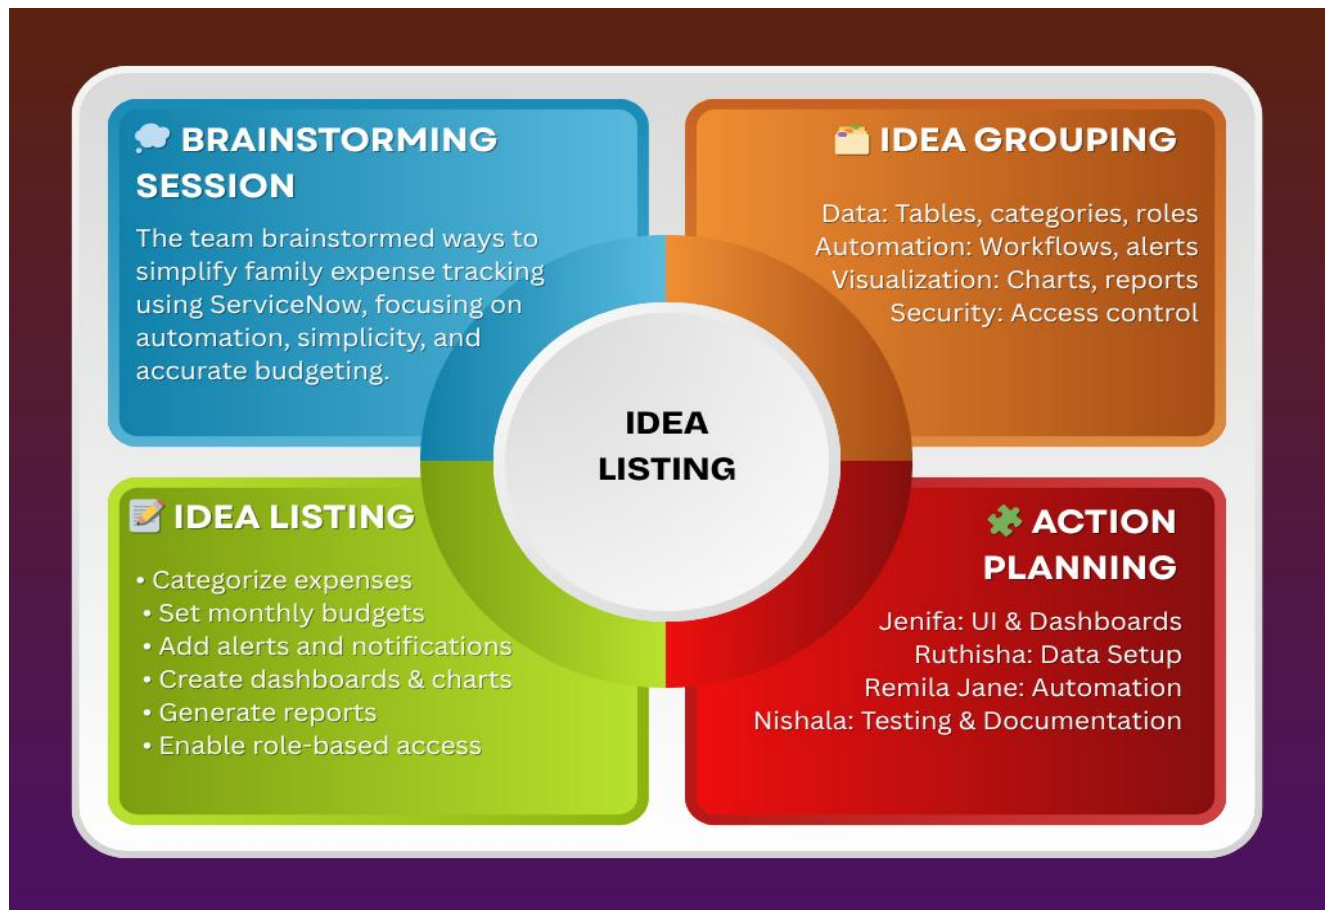 💭 BRAINSTORMING
SESSION
The team brainstormed ways to
simplify family expense tracking
using ServiceNow, focusing on
automation, simplicity, and
accurate budgeting.
🗂️ IDEA GROUPING
Data: Tables, categories, roles
Automation: Workflows, alerts
Visualization: Charts, reports
Security: Access control
IDEA
LISTING
📝 IDEA LISTING
• Categorize expenses
• Set monthly budgets
• Add alerts and notifications
• Create dashboards & charts
• Generate reports
• Enable role-based access
🧩 ACTION
PLANNING
Jenifa: UI & Dashboards
Ruthisha: Data Setup
Remila Jane: Automation
Nishala: Testing & Documentation